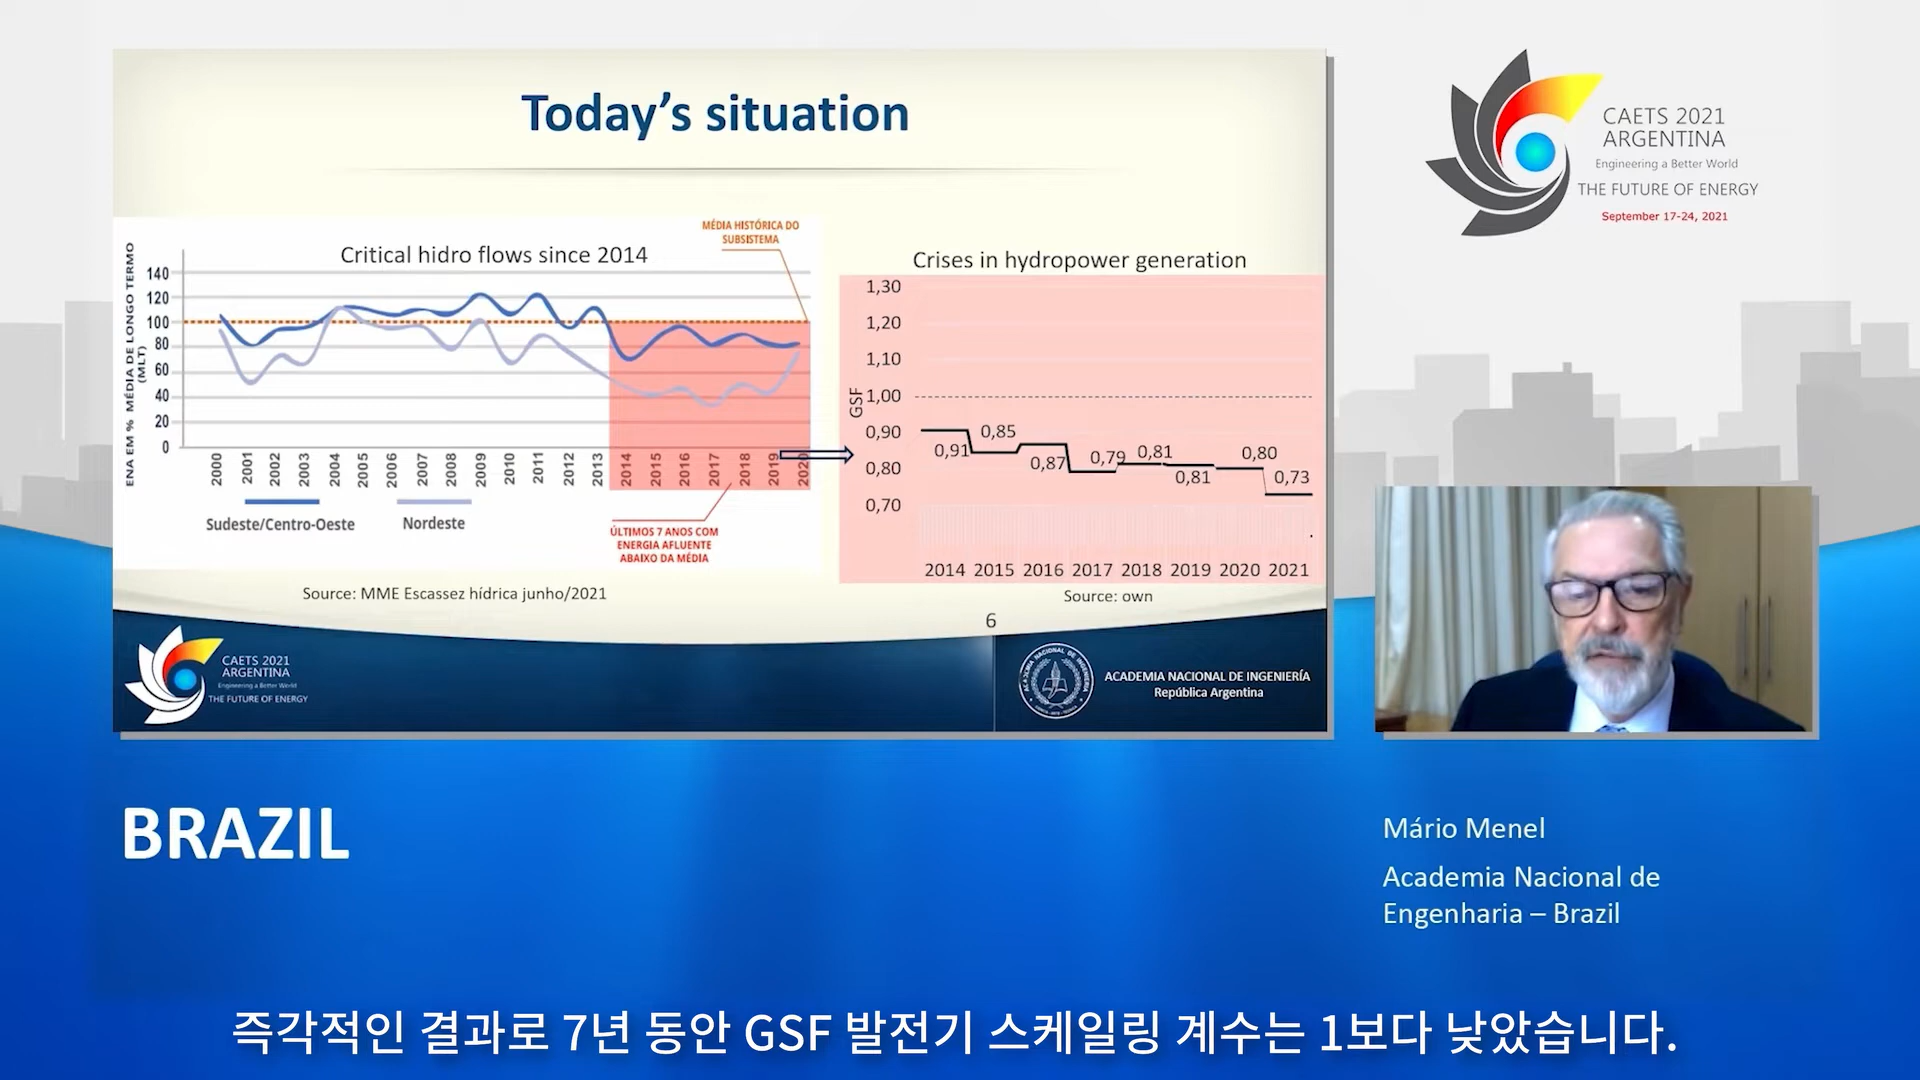 Today's situation
MÉDIA HISTÓRICA DO
SUBSISTEMA
Critical hidro flows since 2014
ENA EM % MÉDIA DE LONGO TERMO
(MLT)
140
120
100
80
60
40
20
0
2000 2001 2002 2003 2004 2005 2006 2007 2008 2009 2010 2011 2012 2013 2014 2015 2016 2017 2018 2019 2020
Sudeste/Centro-Oeste Nordeste
ÚLTIMOS 7 ANOS COM
ENERGIA AFLUENTE
ABAIXO DA MÉDIA
Source: MME Escassez hídrica junho/2021
Crises in hydropower generation
GSF
1,30
1,20
1,10
1,00
0,90
0,80
0,70
0,91 0,85 0,87 0,79 0,81 0,81 0,80 0,73
2014 2015 2016 2017 2018 2019 2020 2021
Source: own
6
CAETS 2021
ARGENTINA
Engineering a Better World
THE FUTURE OF ENERGY
ACADEMIA NACIONAL DE INGENIERÍA
República Argentina
CAETS 2021
ARGENTINA
Engineering a Better World
THE FUTURE OF ENERGY
September 17-24, 2021
BRAZIL
Mário Menel
Academia Nacional de
Engenharia – Brazil
즉각적인 결과로 7년 동안 GSF 발전기 스케일링 계수는 1보다 낮았습니다.